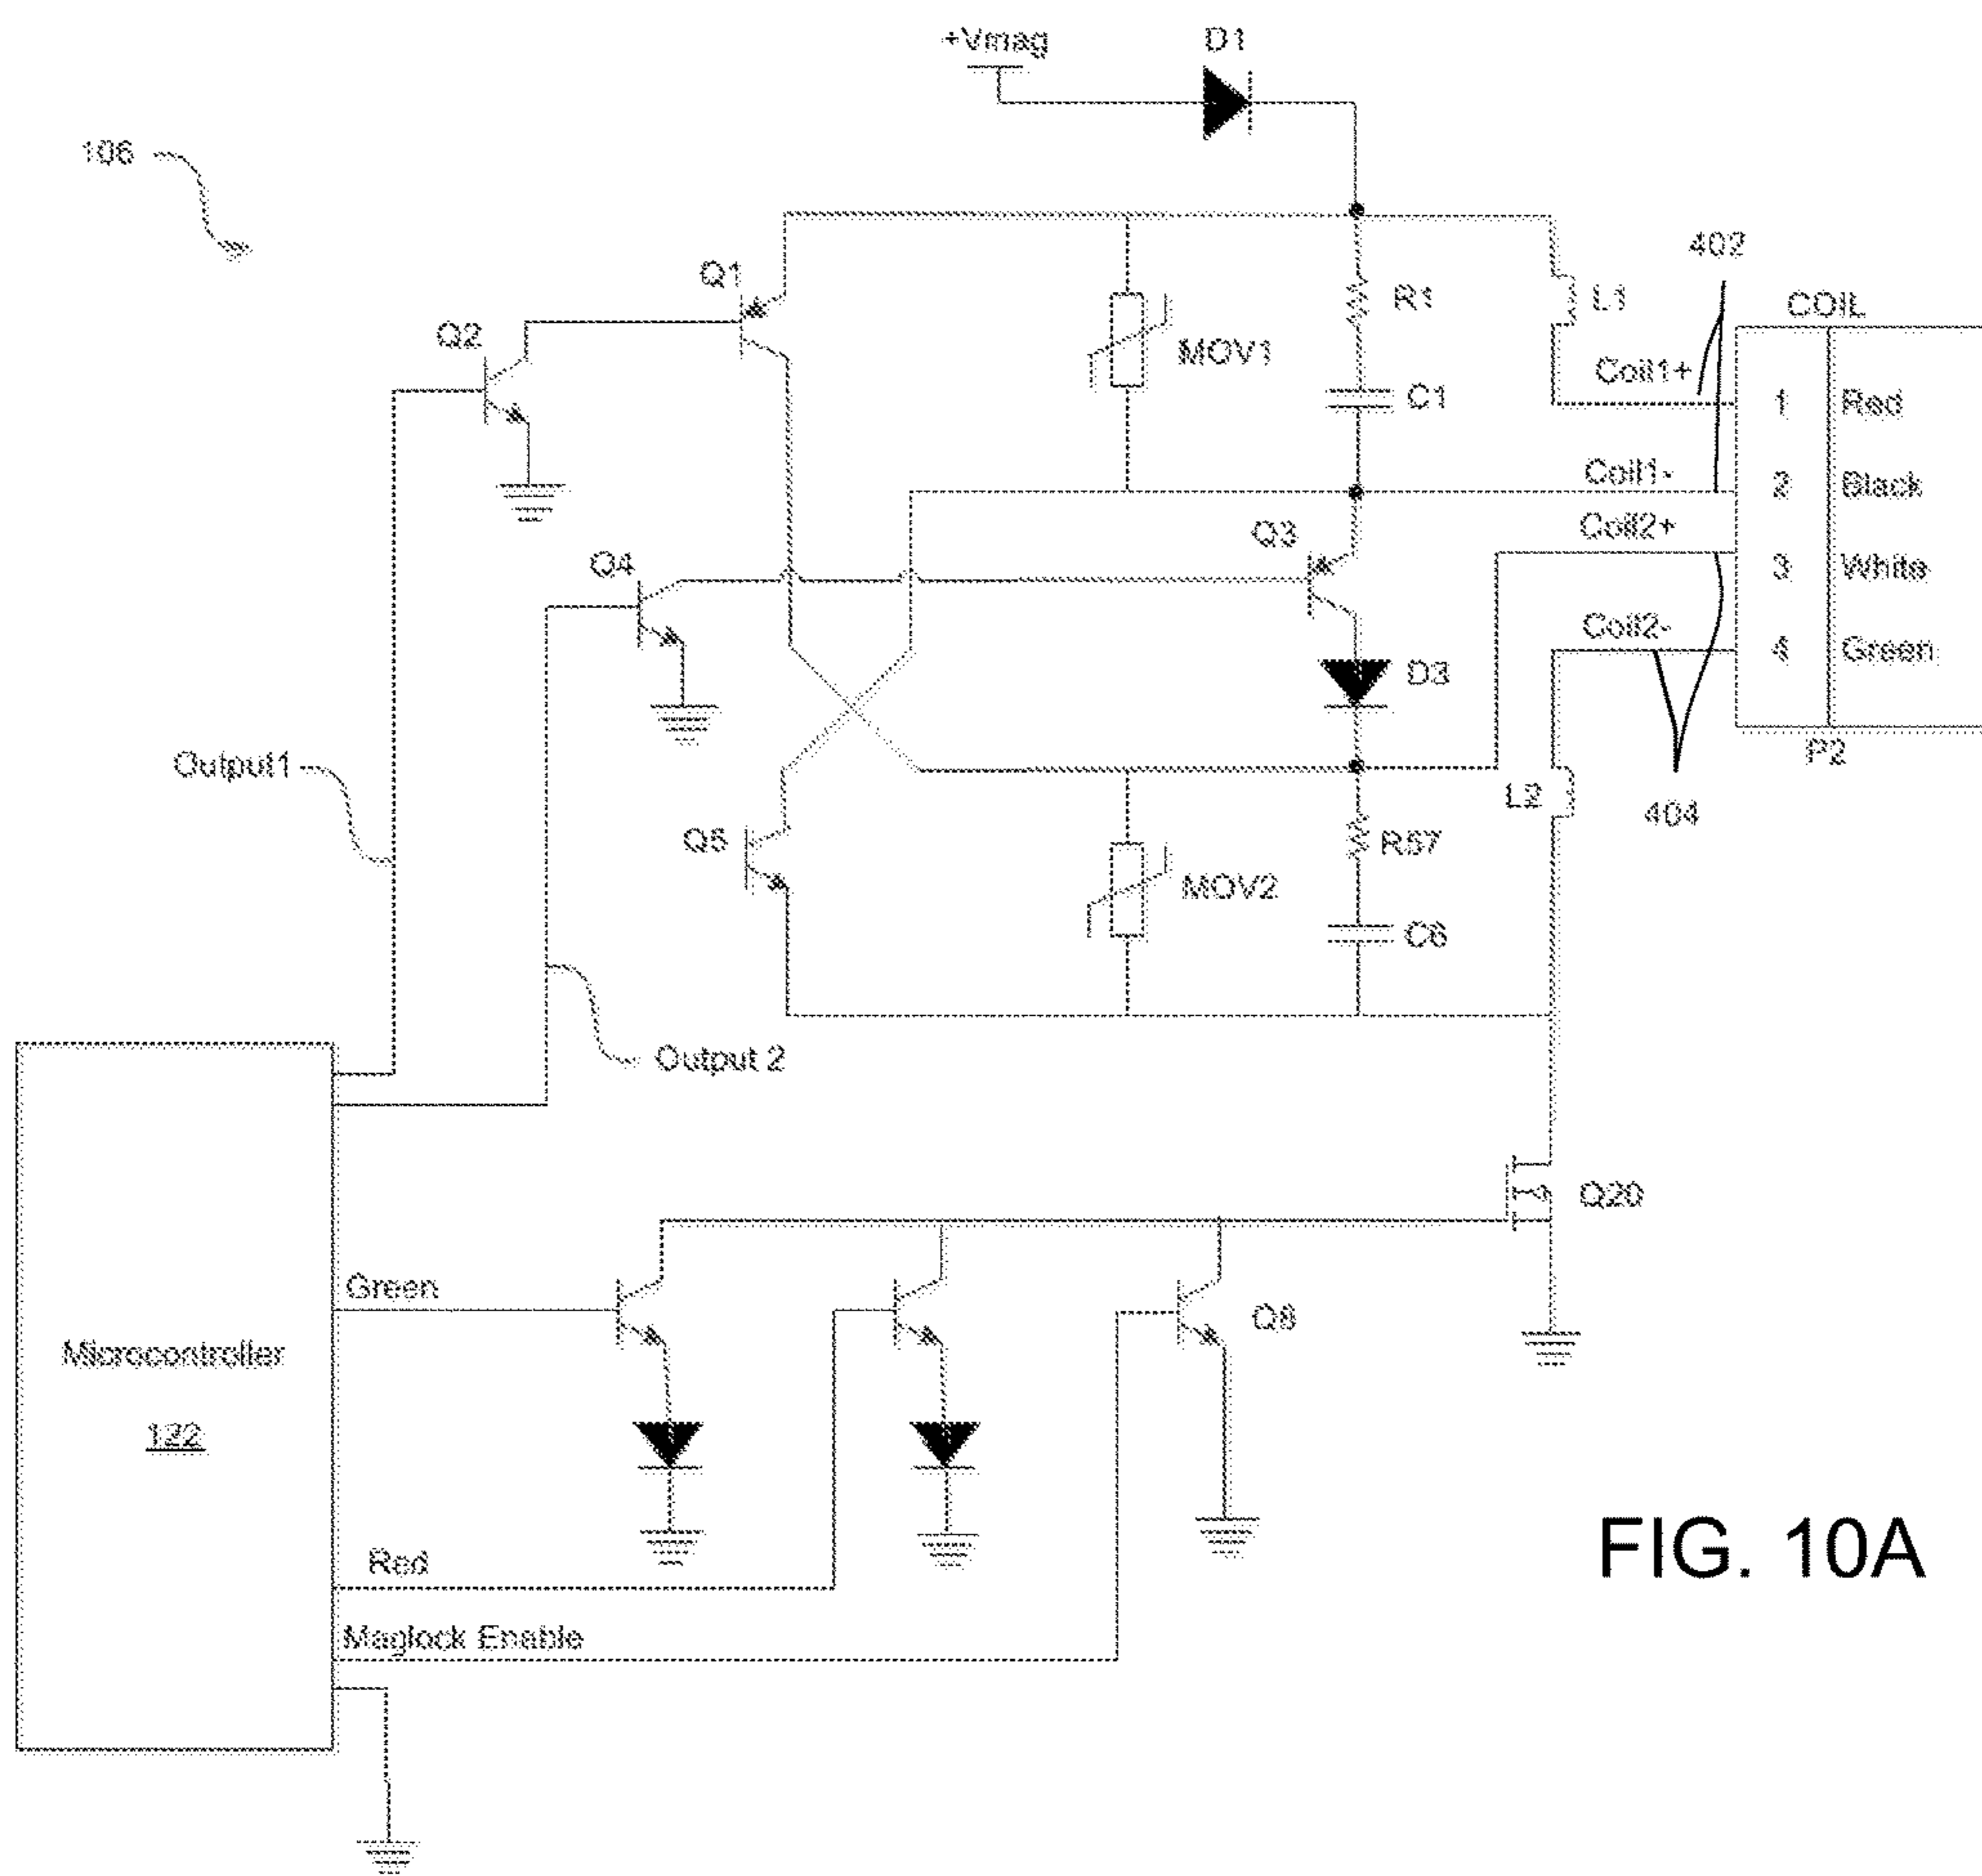 +Vmag
D1
106
402
Q1
R1
L1
COIL
Q2
MOV1
Coil1+
1 Red
C1
Coil1-
2 Black
Coil2+
Q3
Q4
3 White
Coil2-
4 Green
D3
P2
Output1
L2
404
Q5
R57
MOV2
C6
Output 2
Q20
Green
Q8
Microcontroller
122
Red
FIG. 10A
Maglock Enable